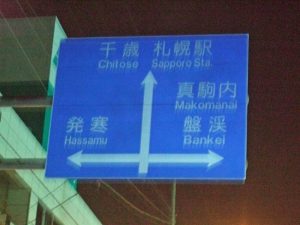 千歳 札幌駅
Chitose Sapporo Sta.
真駒内
Makomanai
発寒 盤渓
Hassamu Bankei